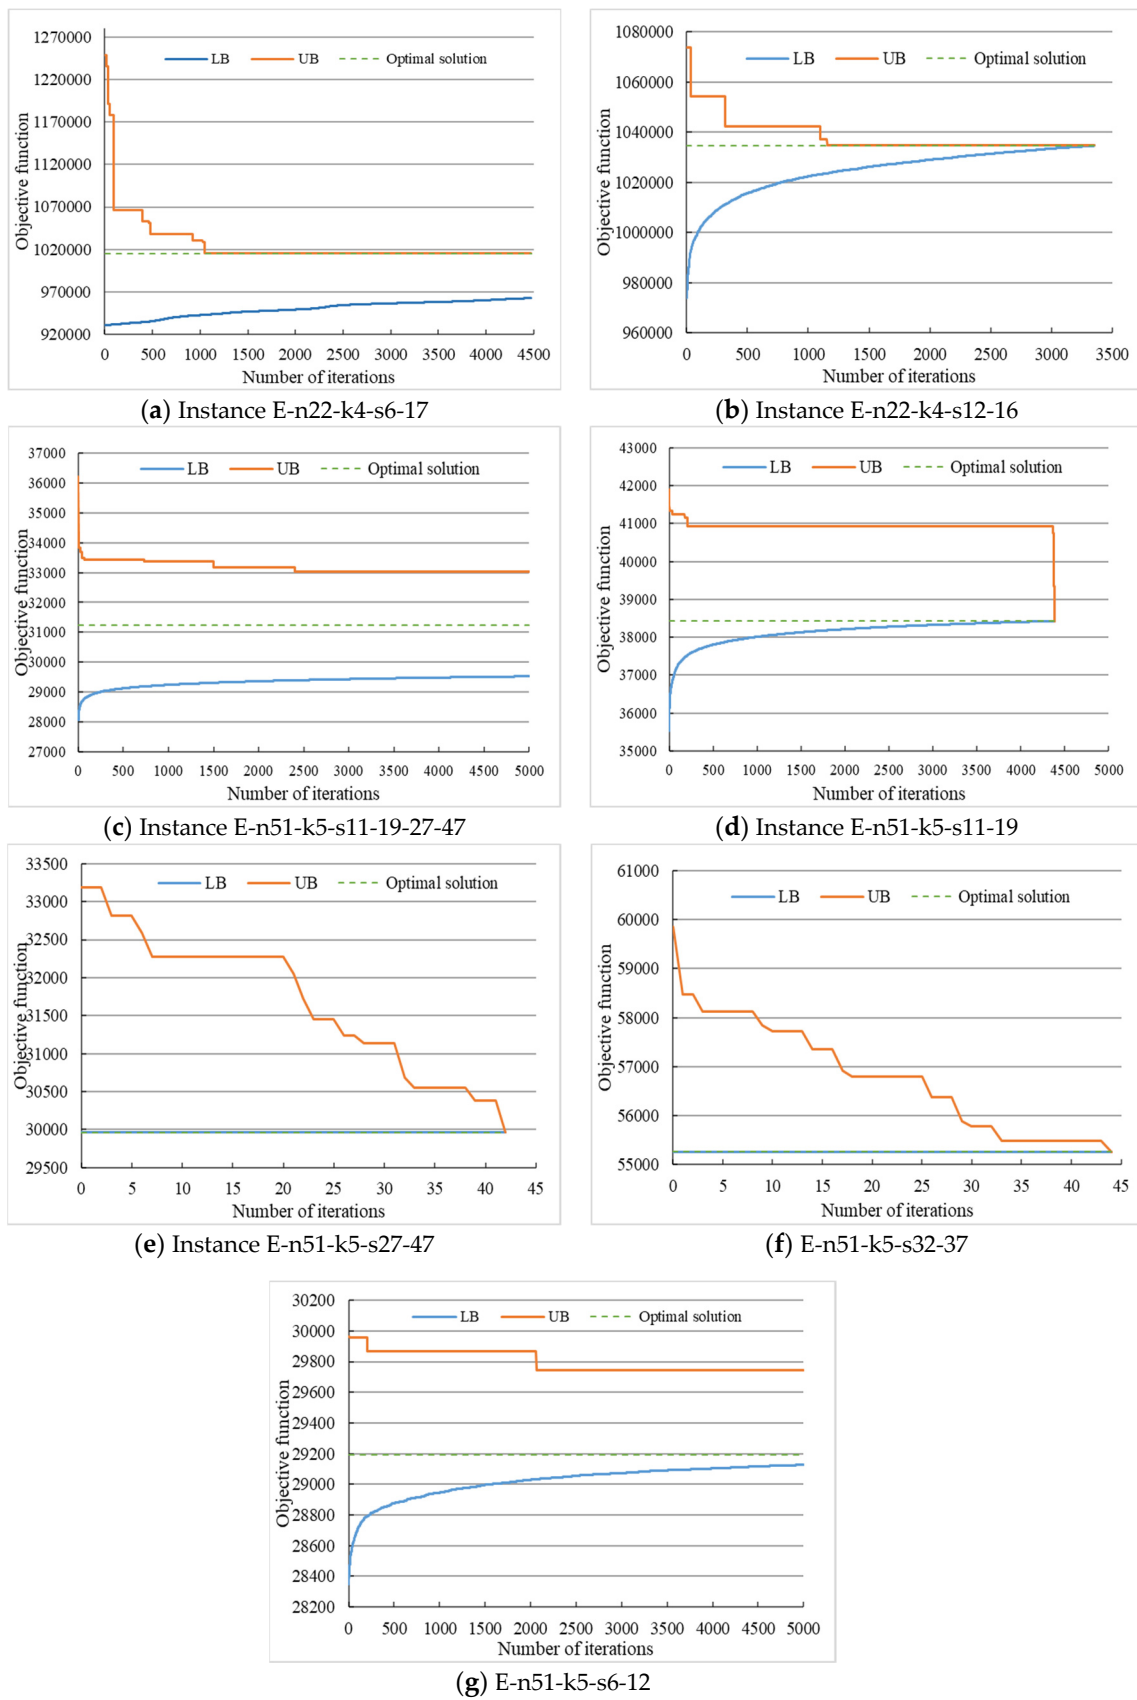 1270000
1220000
1170000
1120000
1070000
1020000
970000
920000
Objective function
LB UB Optimal solution
0 500 1000 1500 2000 2500 3000 3500 4000 4500
Number of iterations
(a) Instance E-n22-k4-s6-17
1080000
1060000
1040000
1020000
1000000
980000
960000
Objective function
LB UB Optimal solution
0 500 1000 1500 2000 2500 3000 3500
Number of iterations
(b) Instance E-n22-k4-s12-16
37000
36000
35000
34000
33000
32000
31000
30000
29000
28000
27000
Objective function
LB UB Optimal solution
0 500 1000 1500 2000 2500 3000 3500 4000 4500 5000
Number of iterations
(c) Instance E-n51-k5-s11-19-27-47
43000
42000
41000
40000
39000
38000
37000
36000
35000
Objective function
LB UB Optimal solution
0 500 1000 1500 2000 2500 3000 3500 4000 4500 5000
Number of iterations
(d) Instance E-n51-k5-s11-19
33500
33000
32500
32000
31500
31000
30500
30000
29500
Objective function
LB UB Optimal solution
0 5 10 15 20 25 30 35 40 45
Number of iterations
(e) Instance E-n51-k5-s27-47
61000
60000
59000
58000
57000
56000
55000
Objective function
LB UB Optimal solution
0 5 10 15 20 25 30 35 40 45
Number of iterations
(f) E-n51-k5-s32-37
30200
30000
29800
29600
29400
29200
29000
28800
28600
28400
28200
Objective function
LB UB Optimal solution
0 500 1000 1500 2000 2500 3000 3500 4000 4500 5000
Number of iterations
(g) E-n51-k5-s6-12